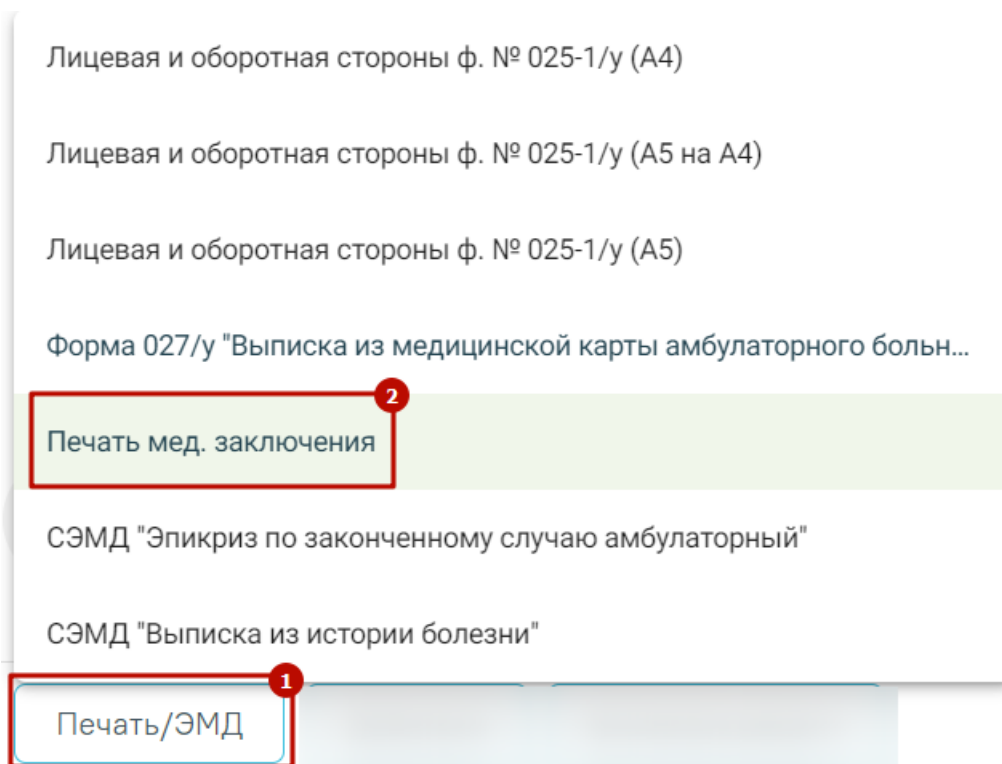 Лицевая и оборотная стороны ф. № 025-1/у (А4)
Лицевая и оборотная стороны ф. № 025-1/у (А5 на А4)
Лицевая и оборотная стороны ф. № 025-1/у (А5)
Форма 027/у "Выписка из медицинской карты амбулаторного больн...
2
Печать мед. заключения
СЭМД "Эпикриз по законченному случаю амбулаторный"
СЭМД "Выписка из истории болезни"
1
Печать/ЭМД